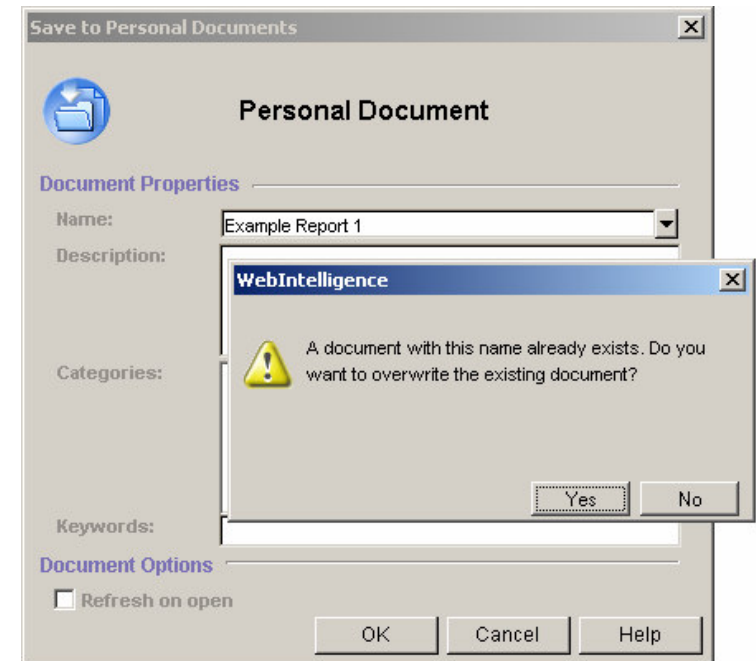 Save to Personal Documents
Personal Document
Document Properties
Name:
Example Report 1
Description:
WebIntelligence
A document with this name already exists. Do you
want to overwrite the existing document?
Yes
No
Categories:
Keywords:
Document Options
Refresh on open
OK
Cancel
Help